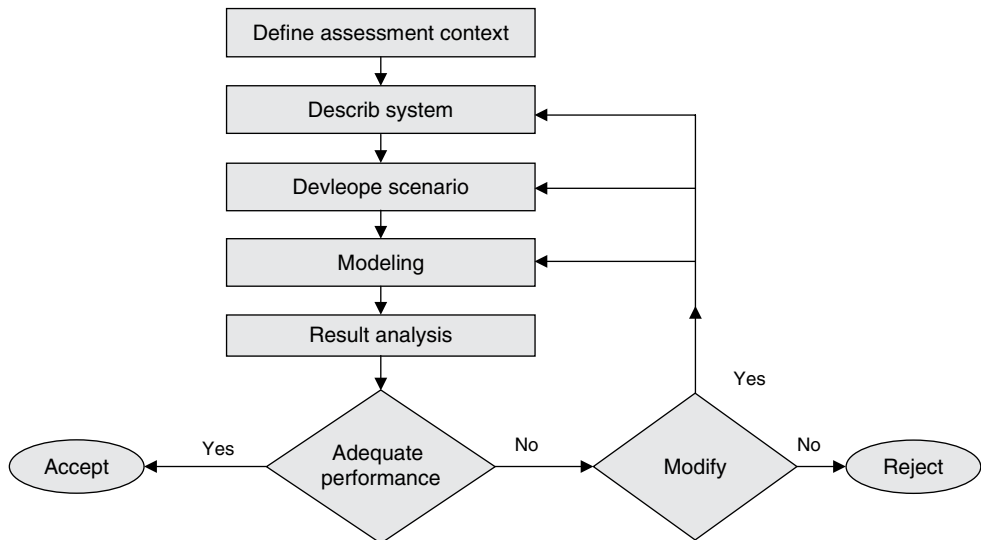 Define assessment context
Describ system
Devleope scenario
Modeling
Result analysis
Yes
Adequate
performance
No
Modify
Yes
No
Accept
Reject